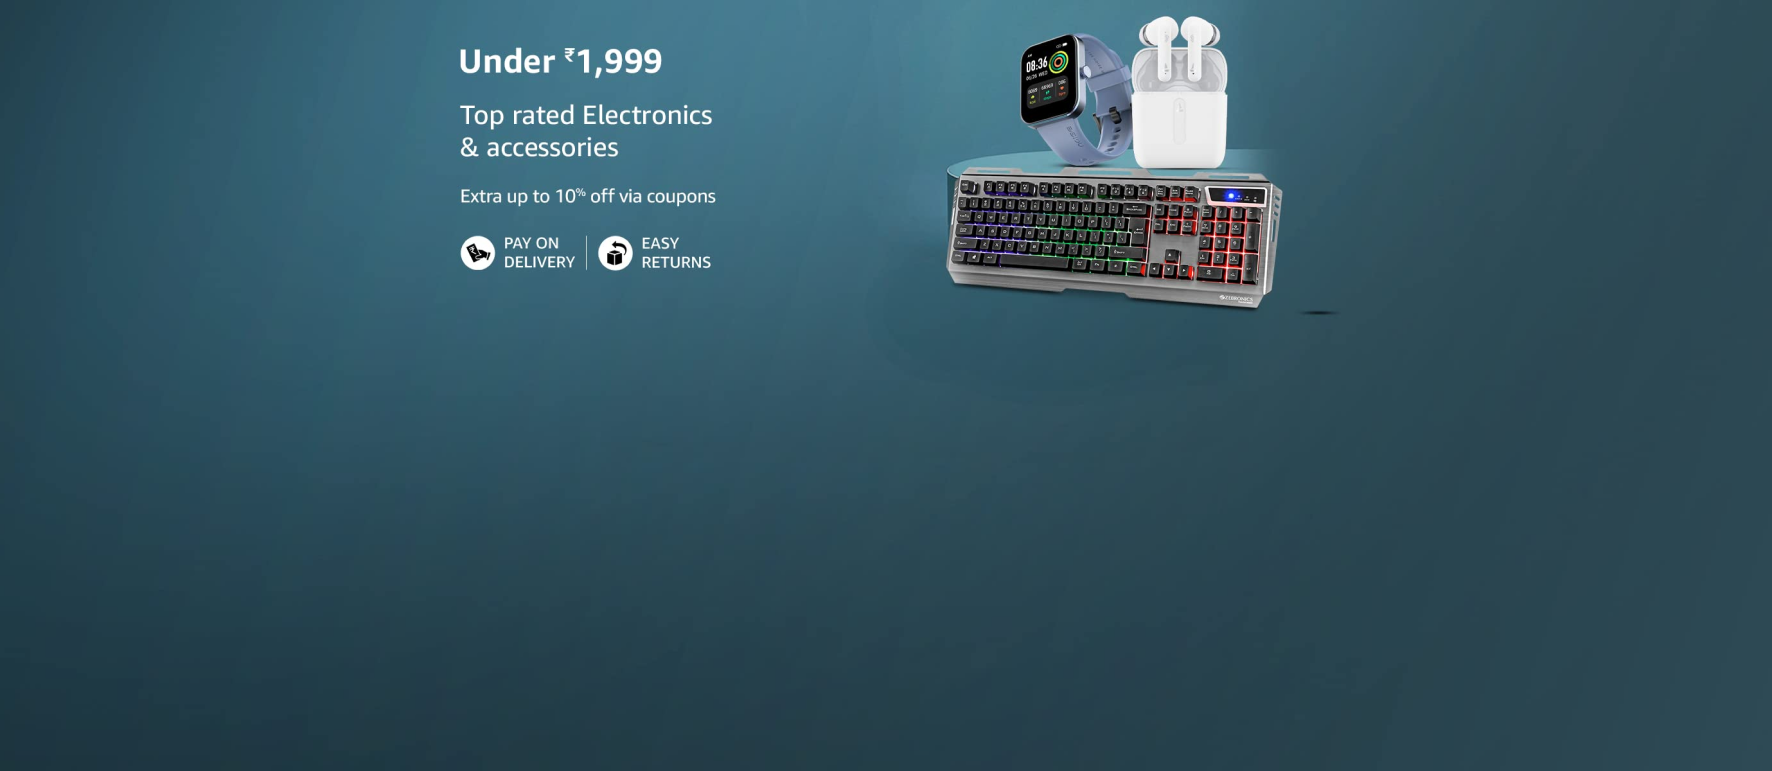 Under ₹1,999
Top rated Electronics
& accessories
Extra up to 10% off via coupons
PAY ON
DELIVERY
EASY
RETURNS
08:36
ZEBRONICS